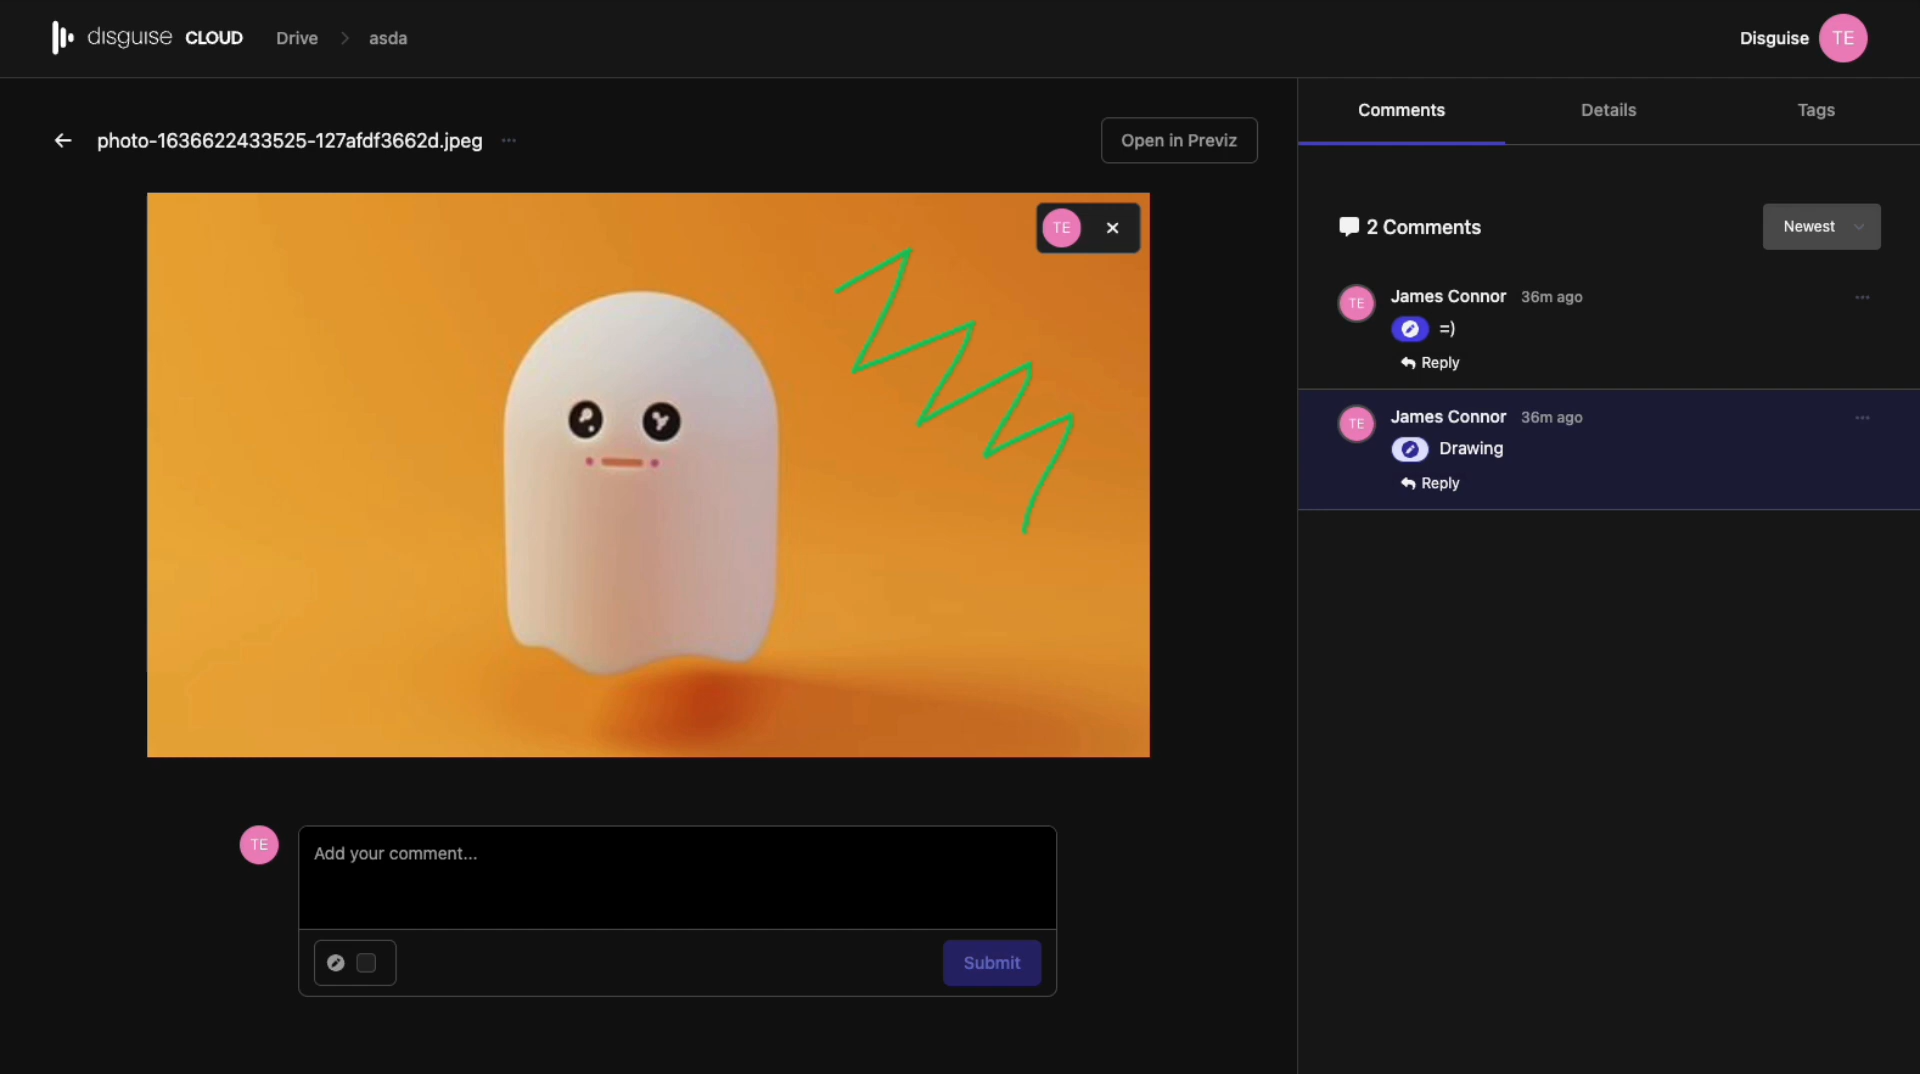 disguise CLOUD Drive asda
Disguise TE
photo-1636622433525-127afdf3662d.jpeg
Open in Previz
TE
TE
Add your comment...
Submit
Comments Details Tags
2 Comments
Newest
TE James Connor 36m ago
=)
Reply
TE James Connor 36m ago
Drawing
Reply